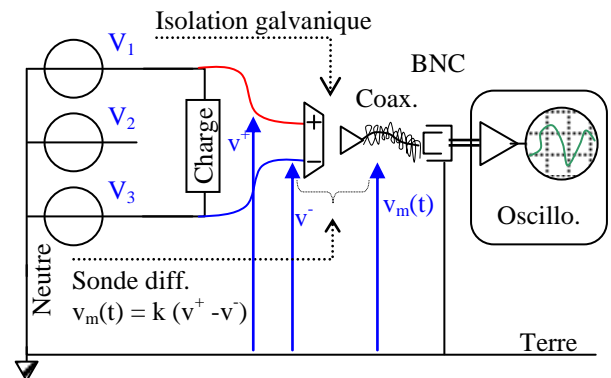 Isolation galvanique
V1
BNC
Coax.
+
V2
Charge
v+
−
V3
v-
vm(t)
Oscillo.
Neutre
Sonde diff.
vm(t) = k (v+ -v-)
Terre